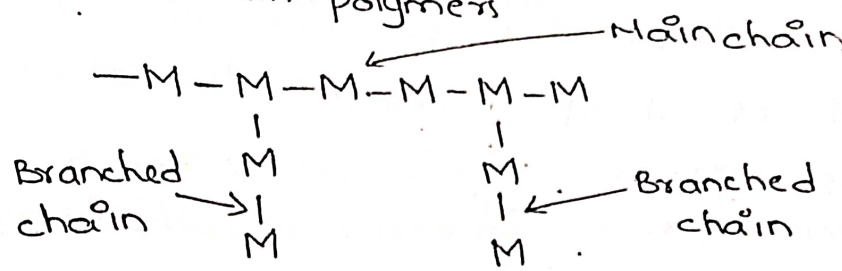 polymers
Main chain
—M – M – M – M – M – M
M M
Branched
chain
Branched
chain
M M